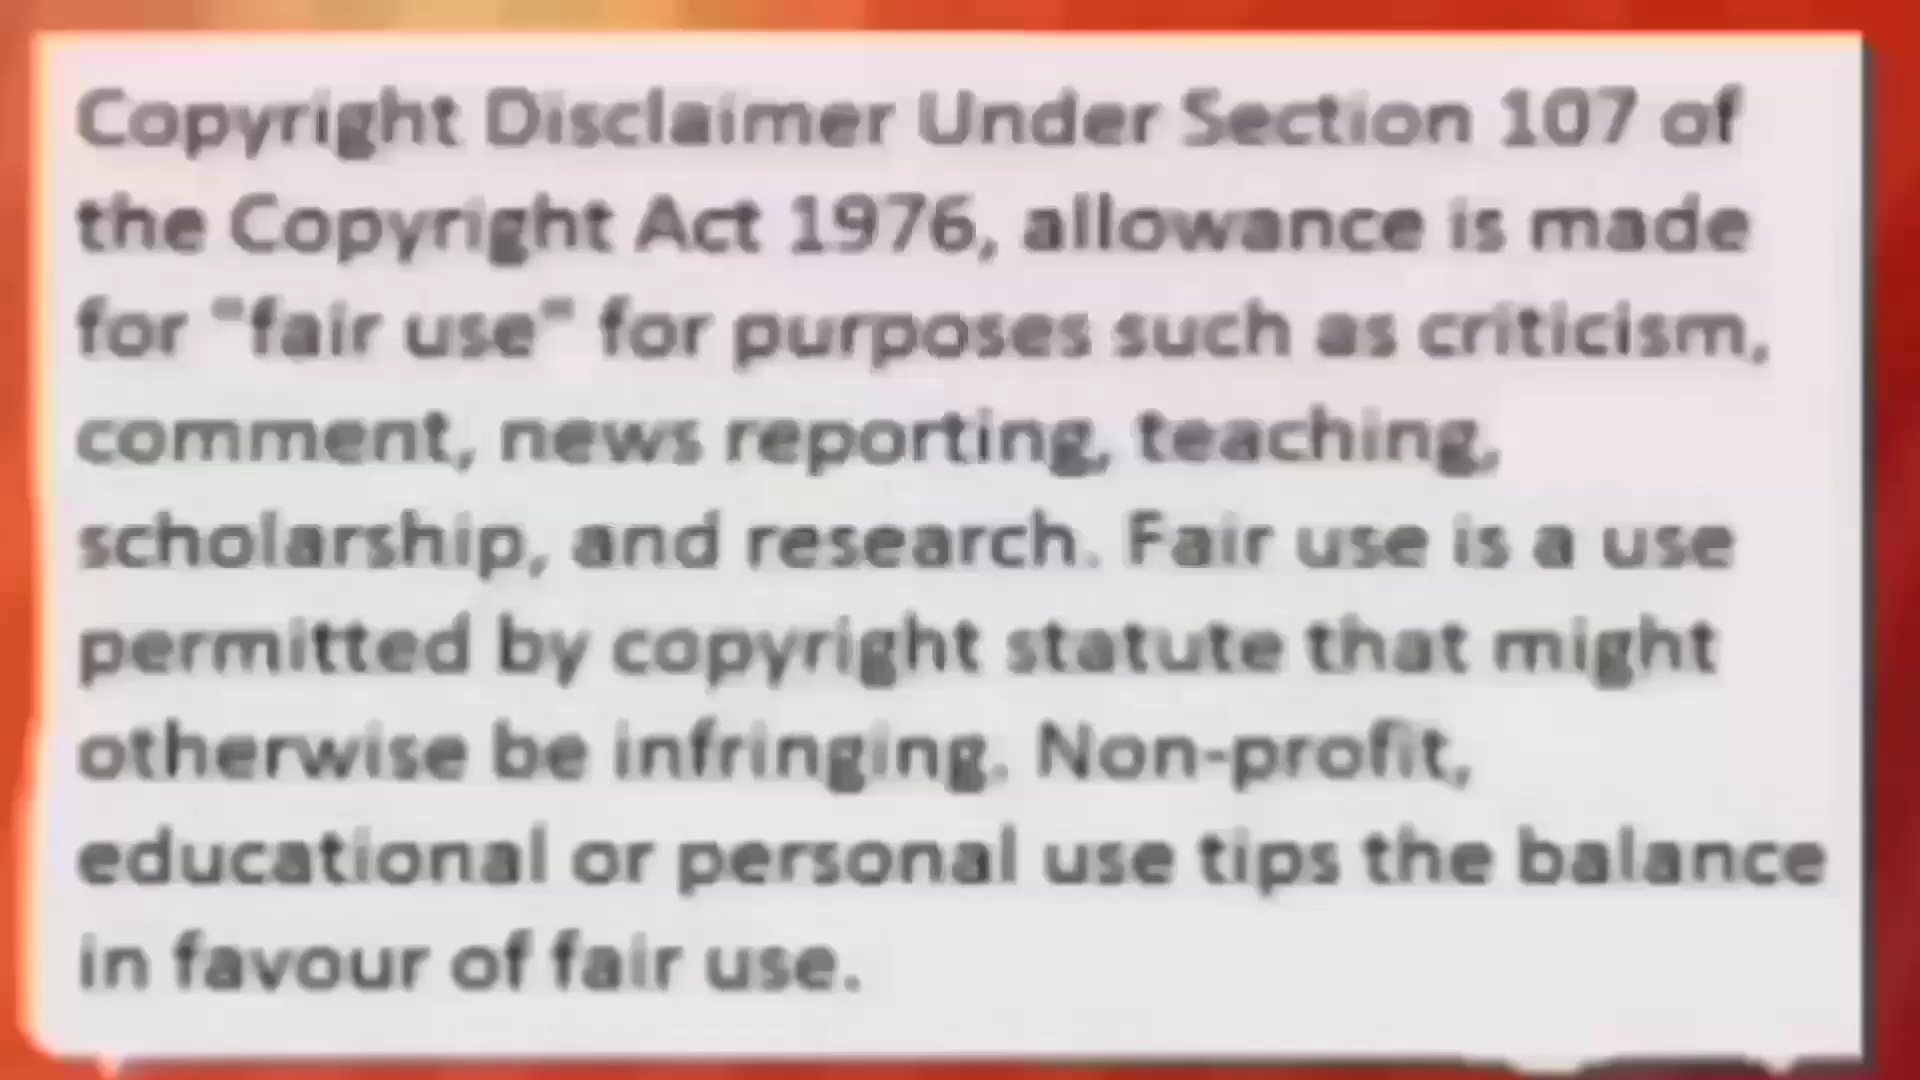 Copyright Disclaimer Under Section 107 of
the Copyright Act 1976, allowance is made
for "fair use" for purposes such as criticism,
comment, news reporting, teaching,
scholarship, and research. Fair use is a use
permitted by copyright statute that might
otherwise be infringing. Non-profit,
educational or personal use tips the balance
in favour of fair use.